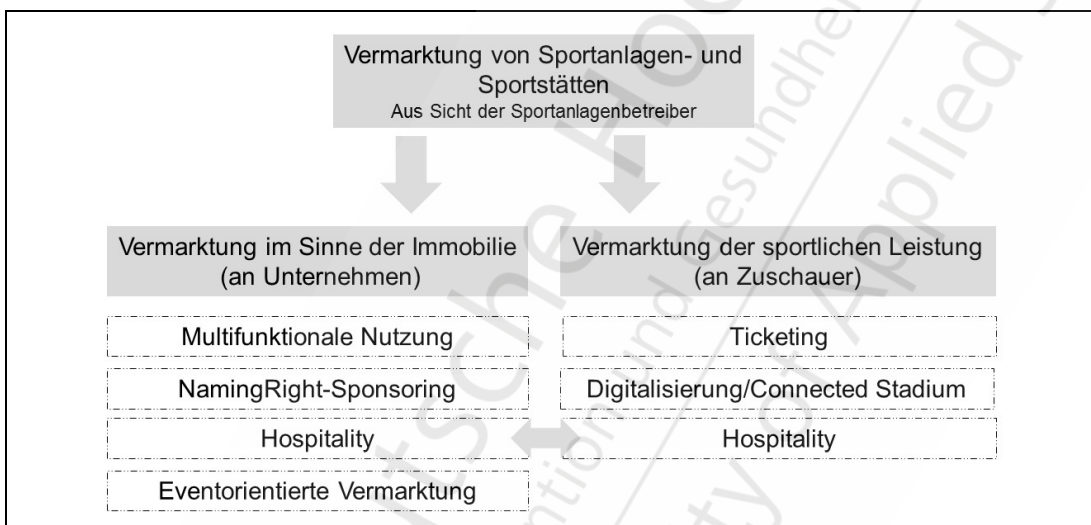 Vermarktung von Sportanlagen- und
Sportstätten
Aus Sicht der Sportanlagenbetreiber
Vermarktung im Sinne der Immobilie
(an Unternehmen)
Multifunktionale Nutzung
NamingRight-Sponsoring
Hospitality
Eventorientierte Vermarktung
Vermarktung der sportlichen Leistung
(an Zuschauer)
Ticketing
Digitalisierung/Connected Stadium
Hospitality